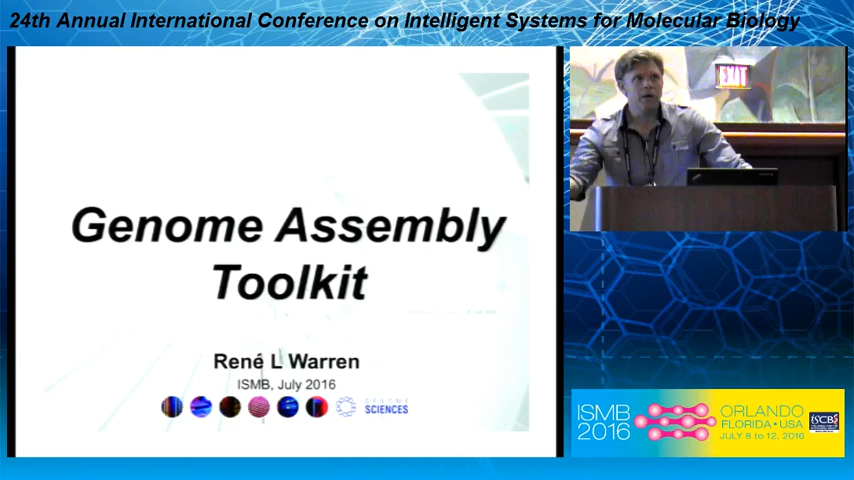 24th Annual International Conference on Intelligent Systems for Molecular Biology
EXIT
Genome Assembly
Toolkit
René L Warren
ISMB, July 2016
GENOME
SCIENCES
ISMB
2016
ORLANDO
FLORIDA • USA
JULY 8 to 12, 2016
ISCB